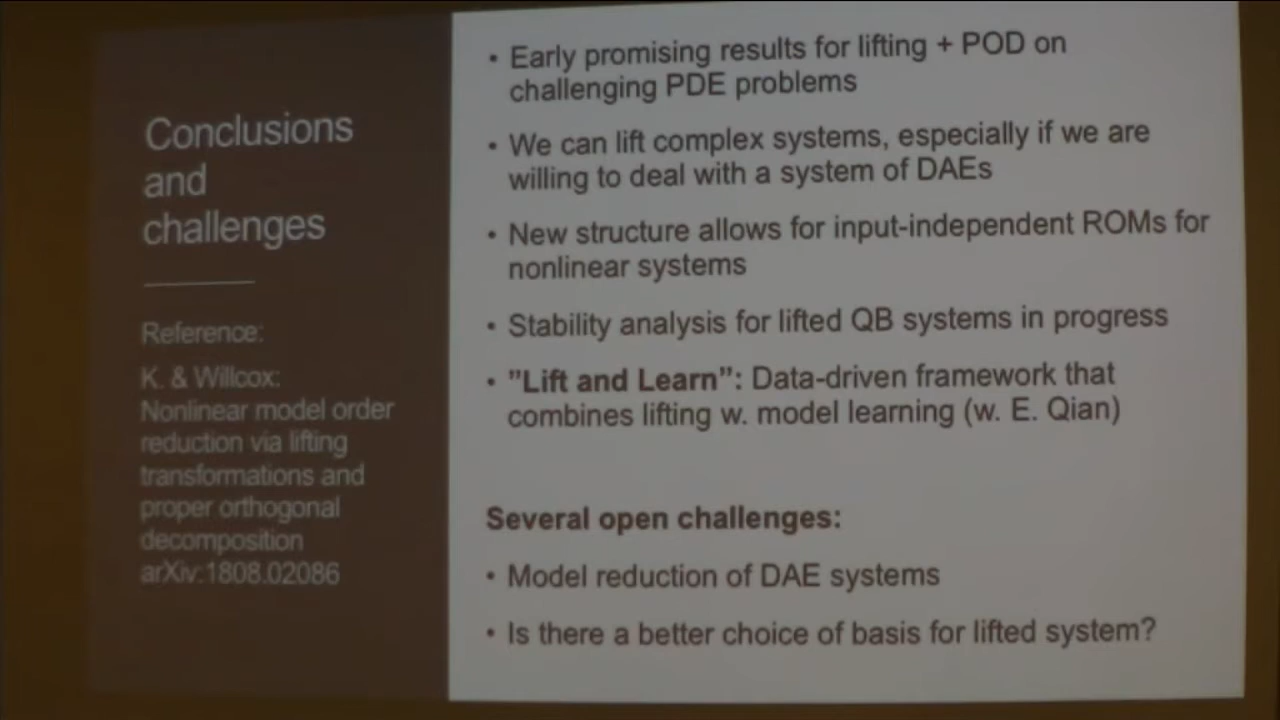 Conclusions
and
challenges
Reference:
K. & Willcox:
Nonlinear model order
reduction via lifting
transformations and
proper orthogonal
decomposition
arXiv:1808.02086
• Early promising results for lifting + POD on
challenging PDE problems
• We can lift complex systems, especially if we are
willing to deal with a system of DAEs
• New structure allows for input-independent ROMs for
nonlinear systems
• Stability analysis for lifted QB systems in progress
• ”Lift and Learn”: Data-driven framework that
combines lifting w. model learning (w. E. Qian)
Several open challenges:
• Model reduction of DAE systems
• Is there a better choice of basis for lifted system?